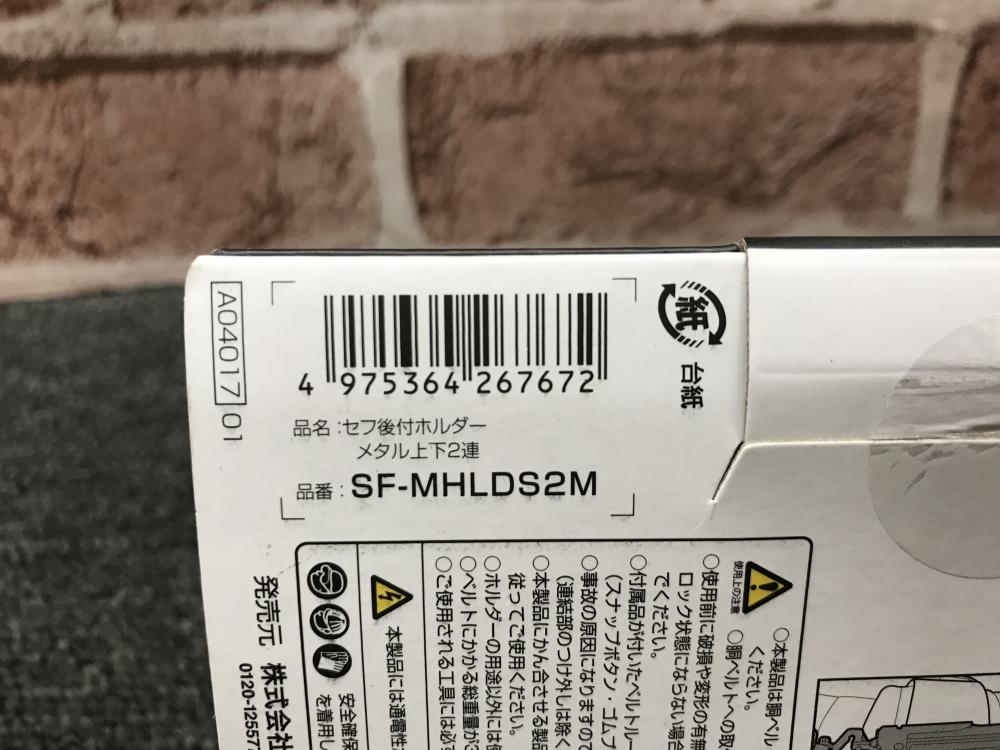 A04017 01
4 975364 267672
紙
台紙
品名:セフ後付ホルダー
メタル上下2連
品番:SF-MHLDS2M
使用上の注意
○本製品は胴ベル
ください。
○胴ベルトへの取
○使用前に破損や変形の有無
ロック状態にならない場合
でください。
○付属品が付いたベルトルー
(スナップボタン・ゴムブ
○事故の原因になりますので
(連結部のつけ外しは除く
○本製品にかん合させる製品
従ってご使用ください。
○ホルダーの用途以外には使
○ベルトにかかる総重量が
○ご使用される工具には必ず
本製品には通電性
安全確保
を着用し
発売元 株式会社
0120-12557